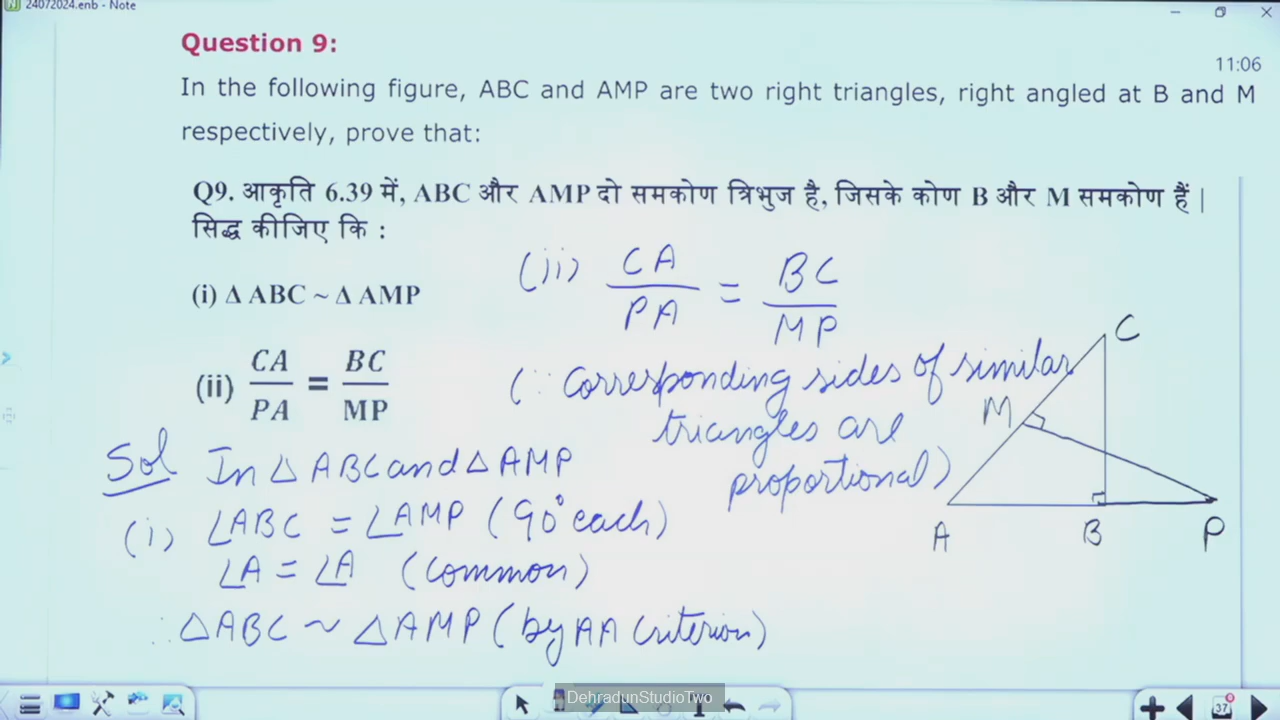 24072024.enb - Note
Question 9:
11:06
In the following figure, ABC and AMP are two right triangles, right angled at B and M
respectively, prove that:
Q9. आकृति 6.39 में, ABC और AMP दो समकोण त्रिभुज है, जिसके कोण B और M समकोण हैं |
सिद्ध कीजिए कि :
(i) Δ ABC ~ Δ AMP
(ii) CA/PA = BC/MP
Sol In △ ABC and △ AMP
(i) ∠ABC = ∠AMP (90° each)
∠A = ∠A (common)
∴ △ABC ~ △AMP (by AA criterion)
(ii) CA/PA = BC/MP
(∵ Corresponding sides of similar
triangles are
proportional)
C
M
A B P
DehradunStudioTwo
37